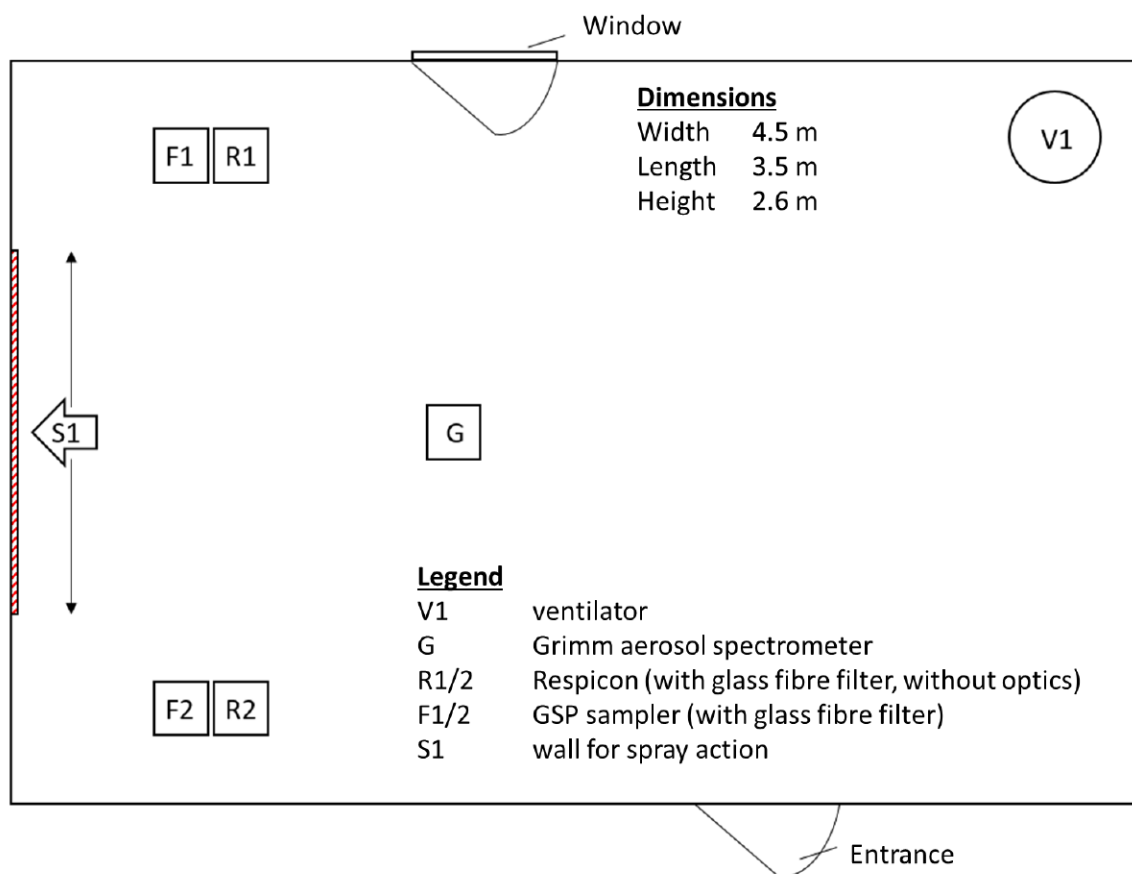 Window
Dimensions
Width 4.5 m
Length 3.5 m
Height 2.6 m
V1
F1 R1
S1
G
Legend
V1 ventilator
G Grimm aerosol spectrometer
R1/2 Respicon (with glass fibre filter, without optics)
F1/2 GSP sampler (with glass fibre filter)
S1 wall for spray action
F2 R2
Entrance